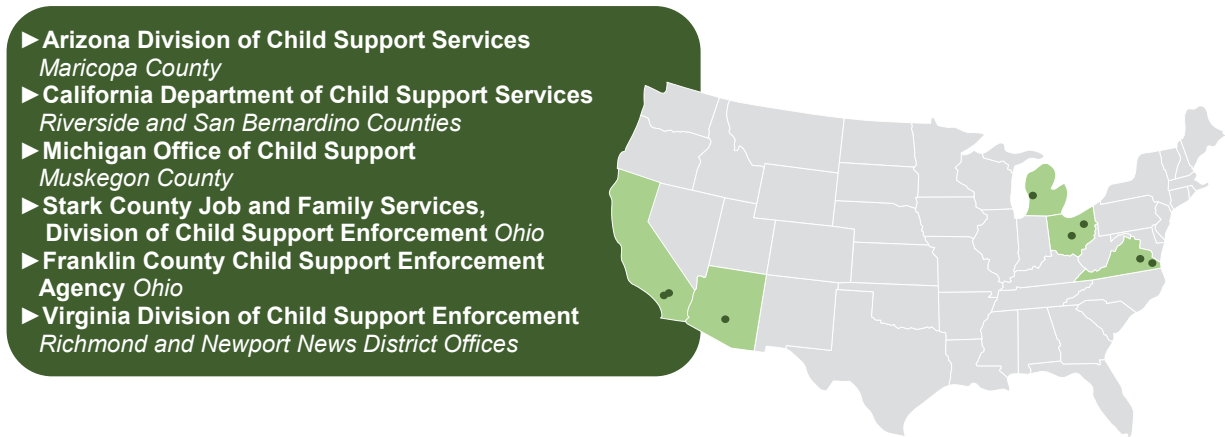 ►Arizona Division of Child Support Services
Maricopa County
►California Department of Child Support Services
Riverside and San Bernardino Counties
►Michigan Office of Child Support
Muskegon County
►Stark County Job and Family Services,
Division of Child Support Enforcement Ohio
►Franklin County Child Support Enforcement
Agency Ohio
►Virginia Division of Child Support Enforcement
Richmond and Newport News District Offices